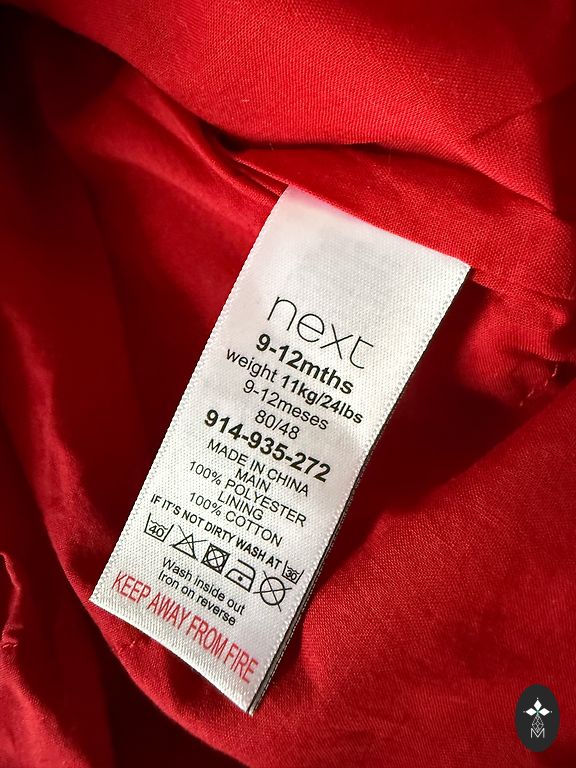 next
9-12mths
weight 11kg/24lbs
9-12meses
80/48
914-935-272
MADE IN CHINA
MAIN
100% POLYESTER
LINING
100% COTTON
IF IT'S NOT DIRTY WASH AT 30
40
Wash inside out
Iron on reverse
KEEP AWAY FROM FIRE
M